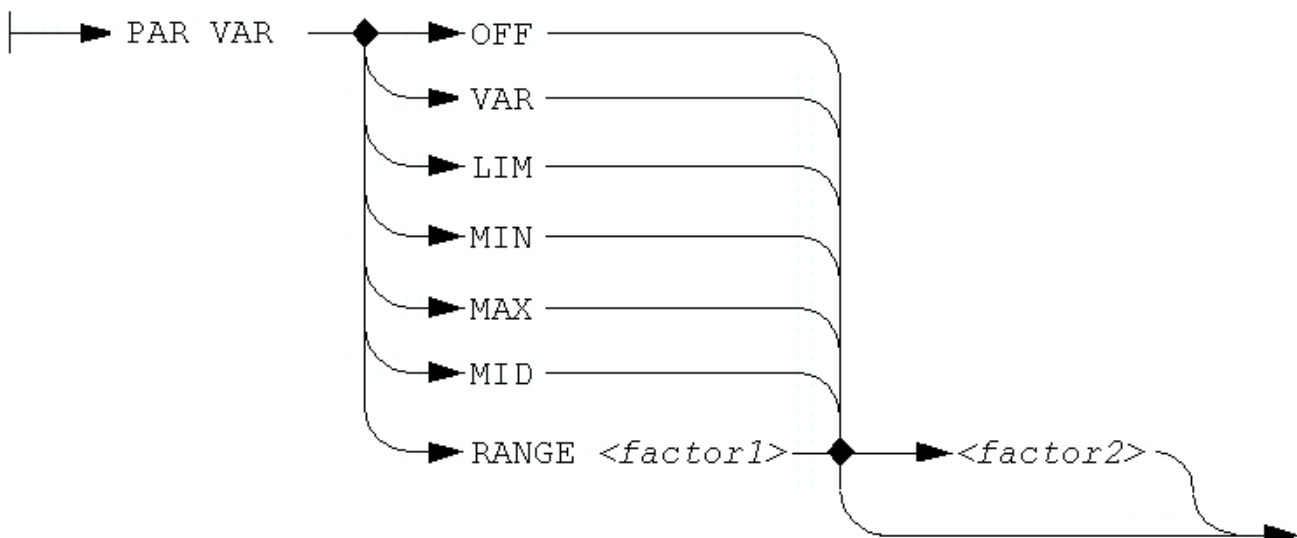 PAR VAR OFF
VAR
LIM
MIN
MAX
MID
RANGE <factor1> <factor2>